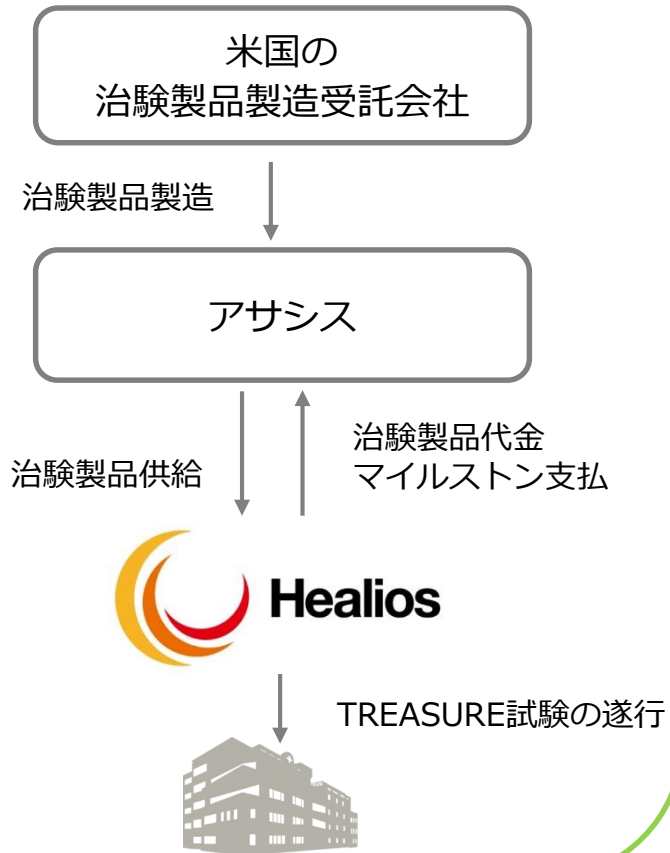 米国の
治験製品製造受託会社
治験製品製造
アサシス
治験製品供給
治験製品代金
マイルストン支払
Healios
TREASURE試験の遂行